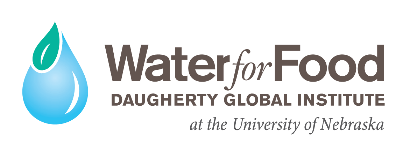 Water for Food
DAUGHERTY GLOBAL INSTITUTE
at the University of Nebraska